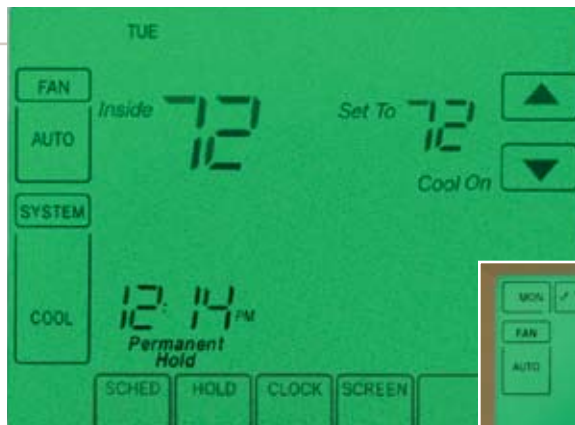 TUE
FAN
AUTO
Inside 72
Set To 72
Cool On
SYSTEM
COOL
12:14 PM
Permanent
Hold
SCHED HOLD CLOCK SCREEN
MON
FAN
AUTO